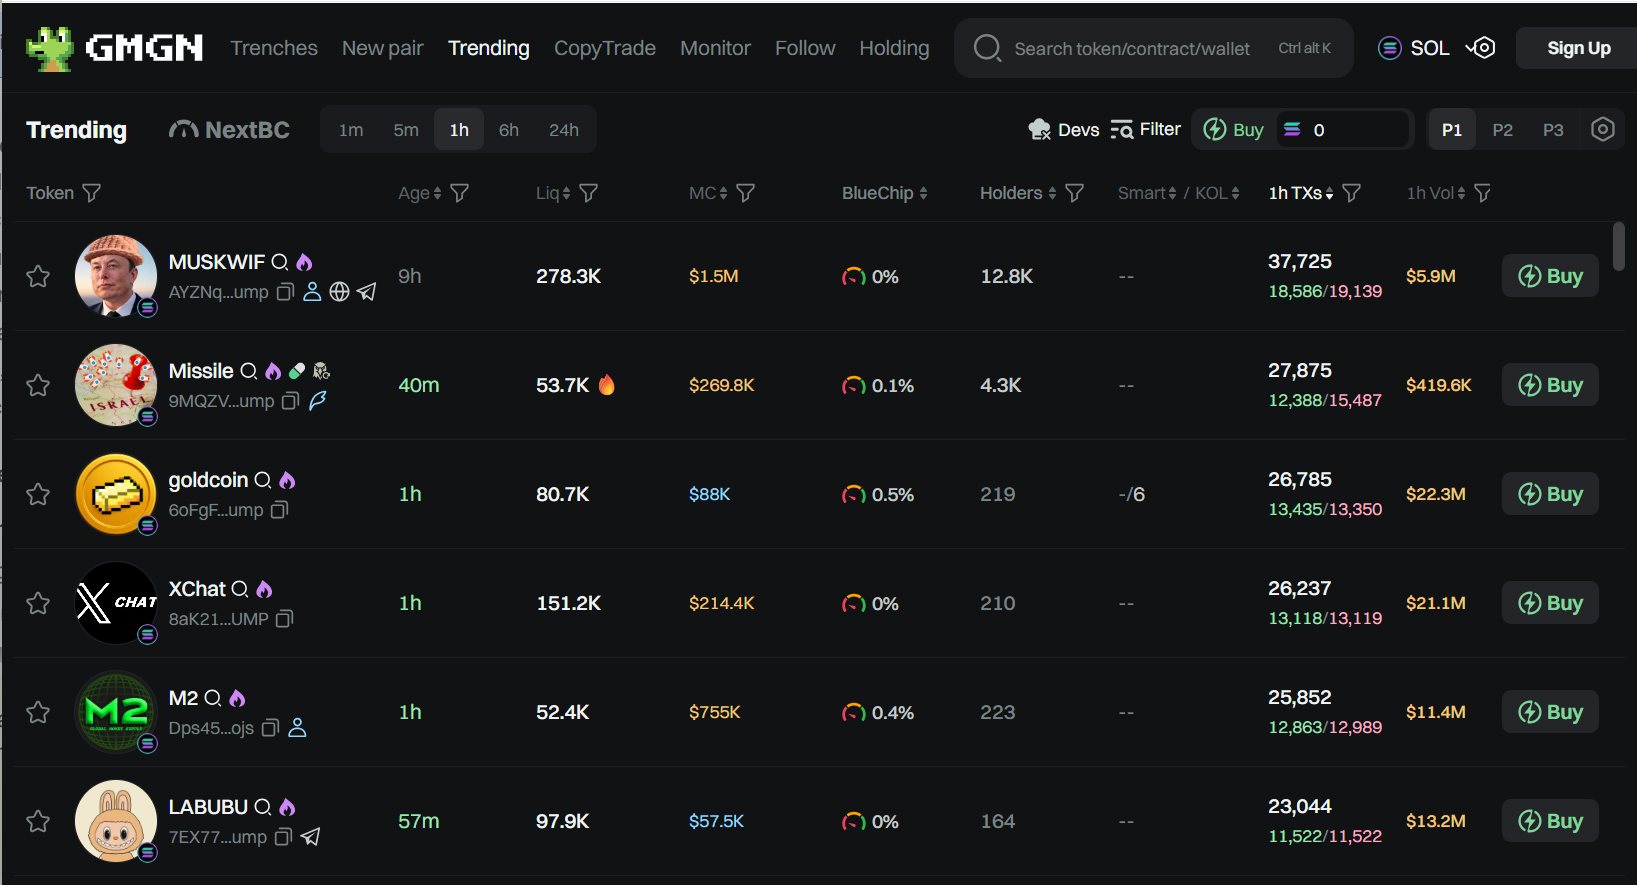 GMGN Trenches New pair Trending CopyTrade Monitor Follow Holding Search token/contract/wallet Ctrl alt K SOL Sign Up
Trending NextBC 1m 5m 1h 6h 24h Devs Filter Buy 0 P1 P2 P3
Token Age Liq MC BlueChip Holders Smart / KOL 1h TXs 1h Vol
MUSKWIF
AYZNq...ump
9h 278.3K $1.5M 0% 12.8K --
37,725
18,586/19,139
$5.9M Buy
Missile
9MQZV...ump
ISRAEL
40m 53.7K $269.8K 0.1% 4.3K --
27,875
12,388/15,487
$419.6K Buy
goldcoin
6oFgF...ump
1h 80.7K $88K 0.5% 219 -/6
26,785
13,435/13,350
$22.3M Buy
X CHAT
XChat
8aK21...UMP
1h 151.2K $214.4K 0% 210 --
26,237
13,118/13,119
$21.1M Buy
M2
GLOBAL MONEY SUPPLY
M2
Dps45...ojs
1h 52.4K $755K 0.4% 223 --
25,852
12,863/12,989
$11.4M Buy
LABUBU
7EX77...ump
57m 97.9K $57.5K 0% 164 --
23,044
11,522/11,522
$13.2M Buy